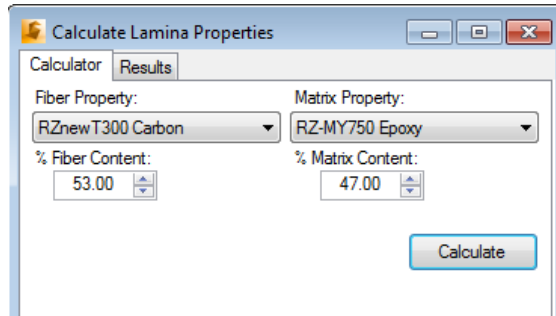 Calculate Lamina Properties
Calculator Results
Fiber Property: Matrix Property:
RZnewT300 Carbon RZ-MY750 Epoxy
% Fiber Content: % Matrix Content:
53.00 47.00
Calculate